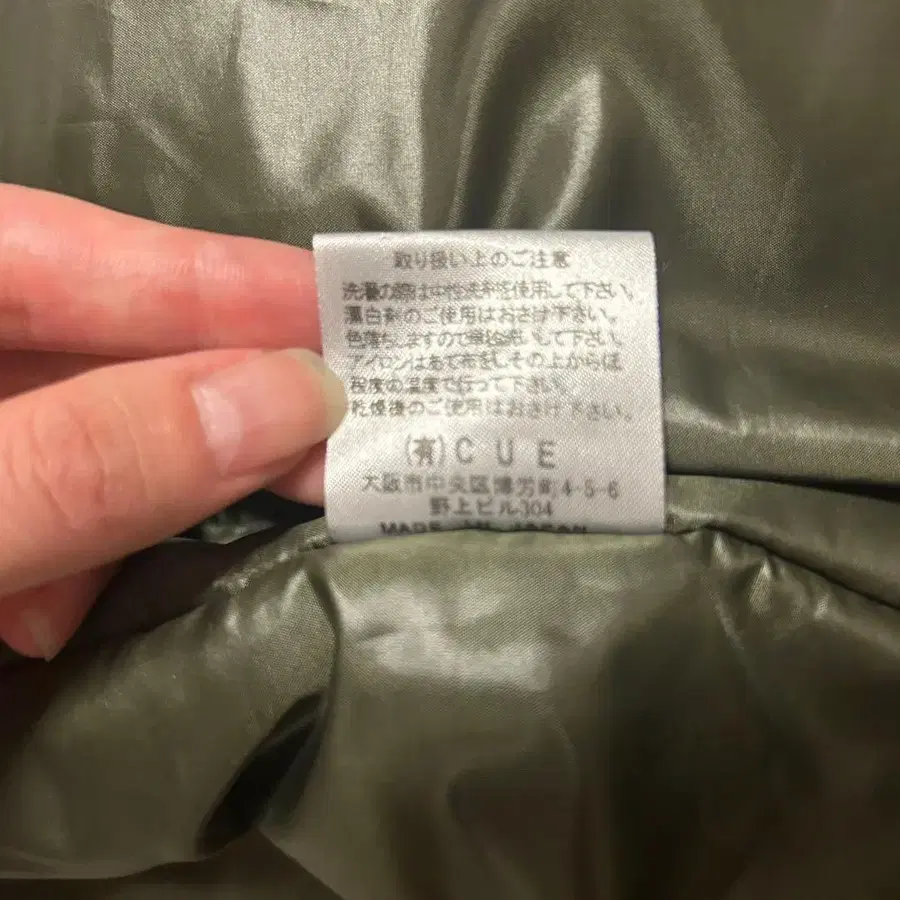 取り扱い上のご注意
洗濯の際は中性洗剤を使用して下さい。
漂白剤のご使用はおさけ下さい。
色落ちしますので単独洗いして下さい。
アイロンはあて布をしその上からぼ
程度の温度で行って下さい。
乾燥後のご使用はおさけ下さい。
(有)CUE
大阪市中央区博労町4-5-6
野上ビル304
MADE IN JAPAN